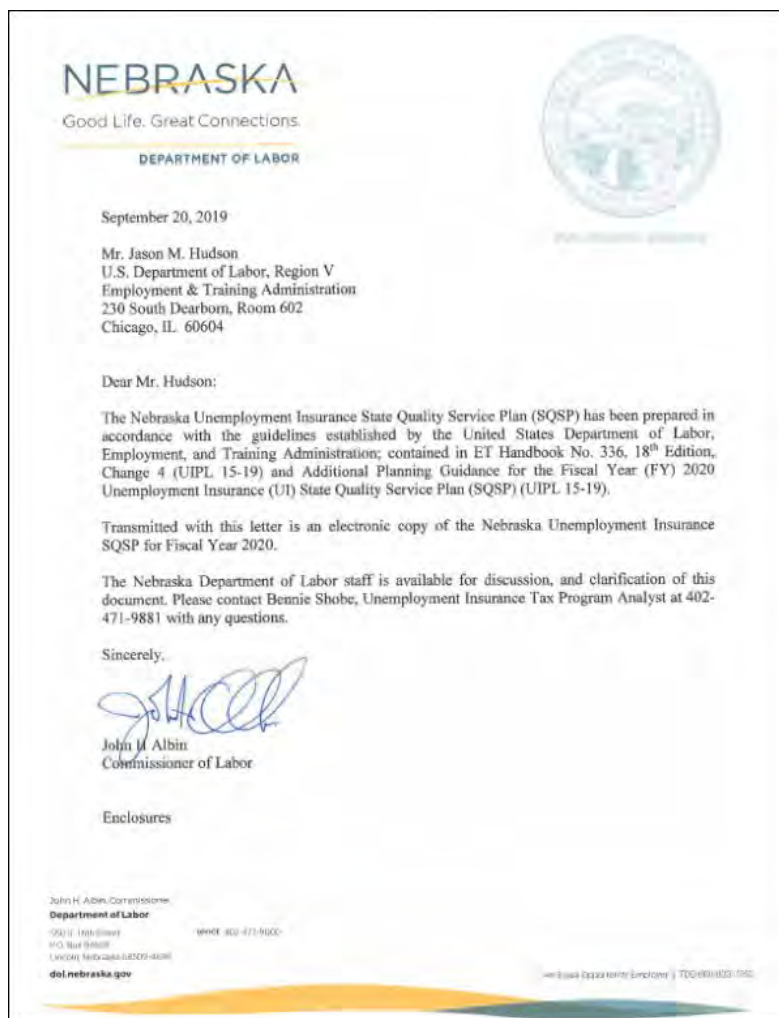 NEBRASKA
Good Life. Great Connections.
DEPARTMENT OF LABOR
September 20, 2019
Mr. Jason M. Hudson
U.S. Department of Labor, Region V
Employment & Training Administration
230 South Dearborn, Room 602
Chicago, IL 60604
Dear Mr. Hudson:
The Nebraska Unemployment Insurance State Quality Service Plan (SQSP) has been prepared in
accordance with the guidelines established by the United States Department of Labor,
Employment, and Training Administration; contained in ET Handbook No. 336, 18th Edition,
Change 4 (UIPL 15-19) and Additional Planning Guidance for the Fiscal Year (FY) 2020
Unemployment Insurance (UI) State Quality Service Plan (SQSP) (UIPL 15-19).
Transmitted with this letter is an electronic copy of the Nebraska Unemployment Insurance
SQSP for Fiscal Year 2020.
The Nebraska Department of Labor staff is available for discussion, and clarification of this
document. Please contact Bennie Shobe, Unemployment Insurance Tax Program Analyst at 402-
471-9881 with any questions.
Sincerely,
John H Albin
Commissioner of Labor
Enclosures
John H. Albin, Commissioner
Department of Labor
P.O. Box
Lincoln, Nebraska
dol.nebraska.gov
An Equal Opportunity Employer